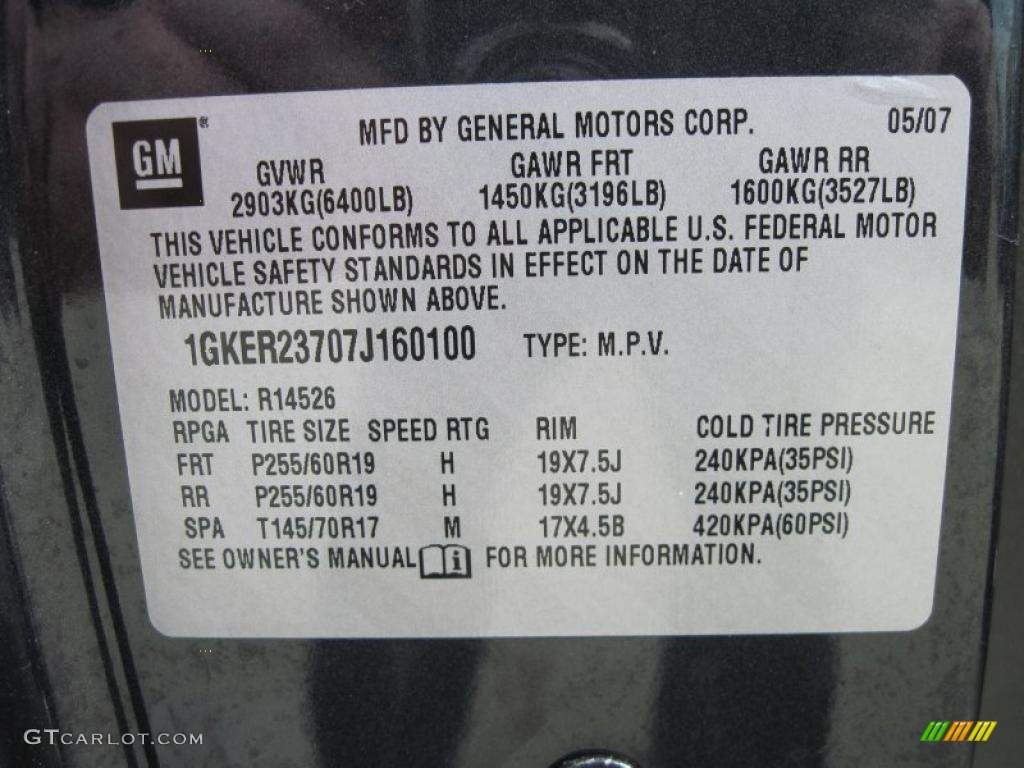 GM® MFD BY GENERAL MOTORS CORP. 05/07
GVWR GAWR FRT GAWR RR
2903KG(6400LB) 1450KG(3196LB) 1600KG(3527LB)
THIS VEHICLE CONFORMS TO ALL APPLICABLE U.S. FEDERAL MOTOR
VEHICLE SAFETY STANDARDS IN EFFECT ON THE DATE OF
MANUFACTURE SHOWN ABOVE.
1GKER23707J160100 TYPE: M.P.V.
MODEL: R14526
RPGA TIRE SIZE SPEED RTG RIM COLD TIRE PRESSURE
FRT P255/60R19 H 19X7.5J 240KPA(35PSI)
RR P255/60R19 H 19X7.5J 240KPA(35PSI)
SPA T145/70R17 M 17X4.5B 420KPA(60PSI)
SEE OWNER'S MANUAL i FOR MORE INFORMATION.
GTCARLOT.COM